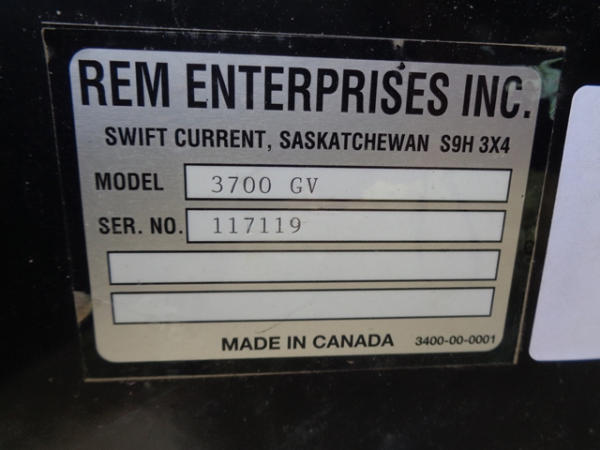 REM ENTERPRISES INC.
SWIFT CURRENT, SASKATCHEWAN S9H 3X4
MODEL 3700 GV
SER. NO. 117119
MADE IN CANADA 3400-00-0001